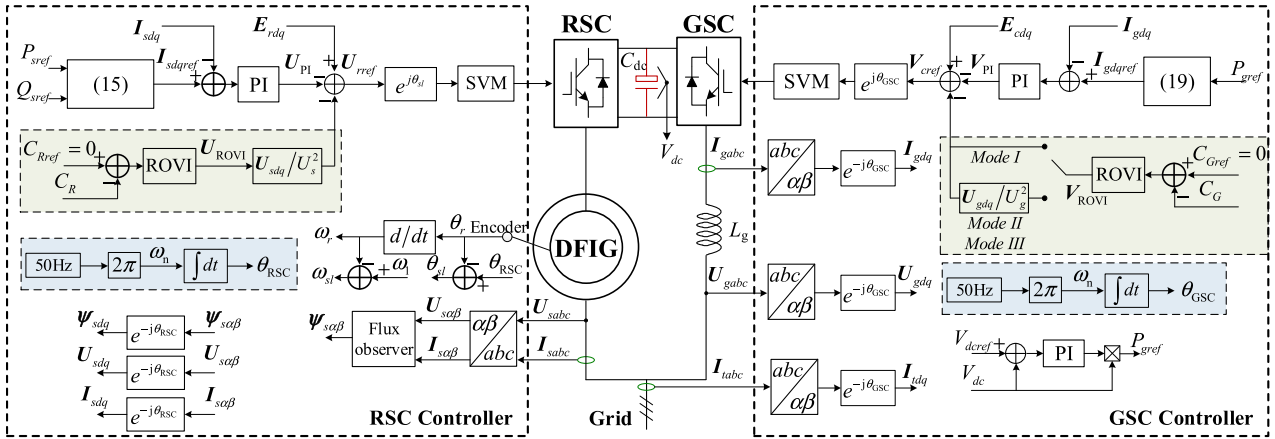 RSC
GSC
I_sdq
E_rdq
P_sref
Q_sref
(15)
I_sdqref
+
−
PI
U_PI
−
+
−
U_rref
e^{jθ_sl}
SVM
C_dc
V_dc
SVM
e^{jθ_GSC}
V_cref
E_cdq
+
−
−
V_PI
PI
I_gdq
−
+
I_gdqref
(19)
P_gref
C_Rref = 0
+
−
C_R
ROVI
U_ROVI
U_sdq/U_s^2
Mode I
U_gdq/U_g^2
Mode II
Mode III
V_ROVI
ROVI
+
−
C_Gref = 0
C_G
I_gabc
abc
αβ
e^{−jθ_GSC}
I_gdq
L_g
DFIG
Encoder
θ_r
d/dt
ω_r
−
+
ω_sl
ω_1
θ_sl
−
+
θ_RSC
50Hz
2π
ω_n
∫dt
θ_RSC
U_gabc
abc
αβ
e^{−jθ_GSC}
U_gdq
50Hz
2π
ω_n
∫dt
θ_GSC
ψ_sdq
e^{−jθ_RSC}
ψ_sαβ
U_sdq
e^{−jθ_RSC}
U_sαβ
I_sdq
e^{−jθ_RSC}
I_sαβ
ψ_sαβ
Flux
observer
U_sαβ
I_sαβ
αβ
abc
U_sabc
I_sabc
I_tabc
abc
αβ
e^{−jθ_GSC}
I_tdq
V_dcref
+
−
V_dc
PI
P_gref
RSC Controller
Grid
GSC Controller